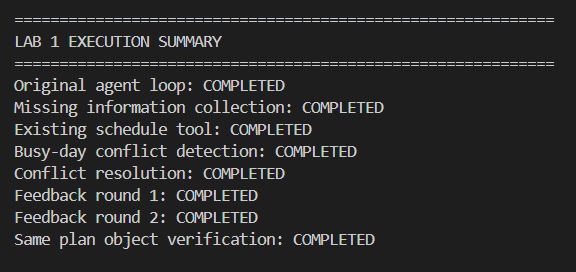 ============================================================
LAB 1 EXECUTION SUMMARY
============================================================
Original agent loop: COMPLETED
Missing information collection: COMPLETED
Existing schedule tool: COMPLETED
Busy-day conflict detection: COMPLETED
Conflict resolution: COMPLETED
Feedback round 1: COMPLETED
Feedback round 2: COMPLETED
Same plan object verification: COMPLETED